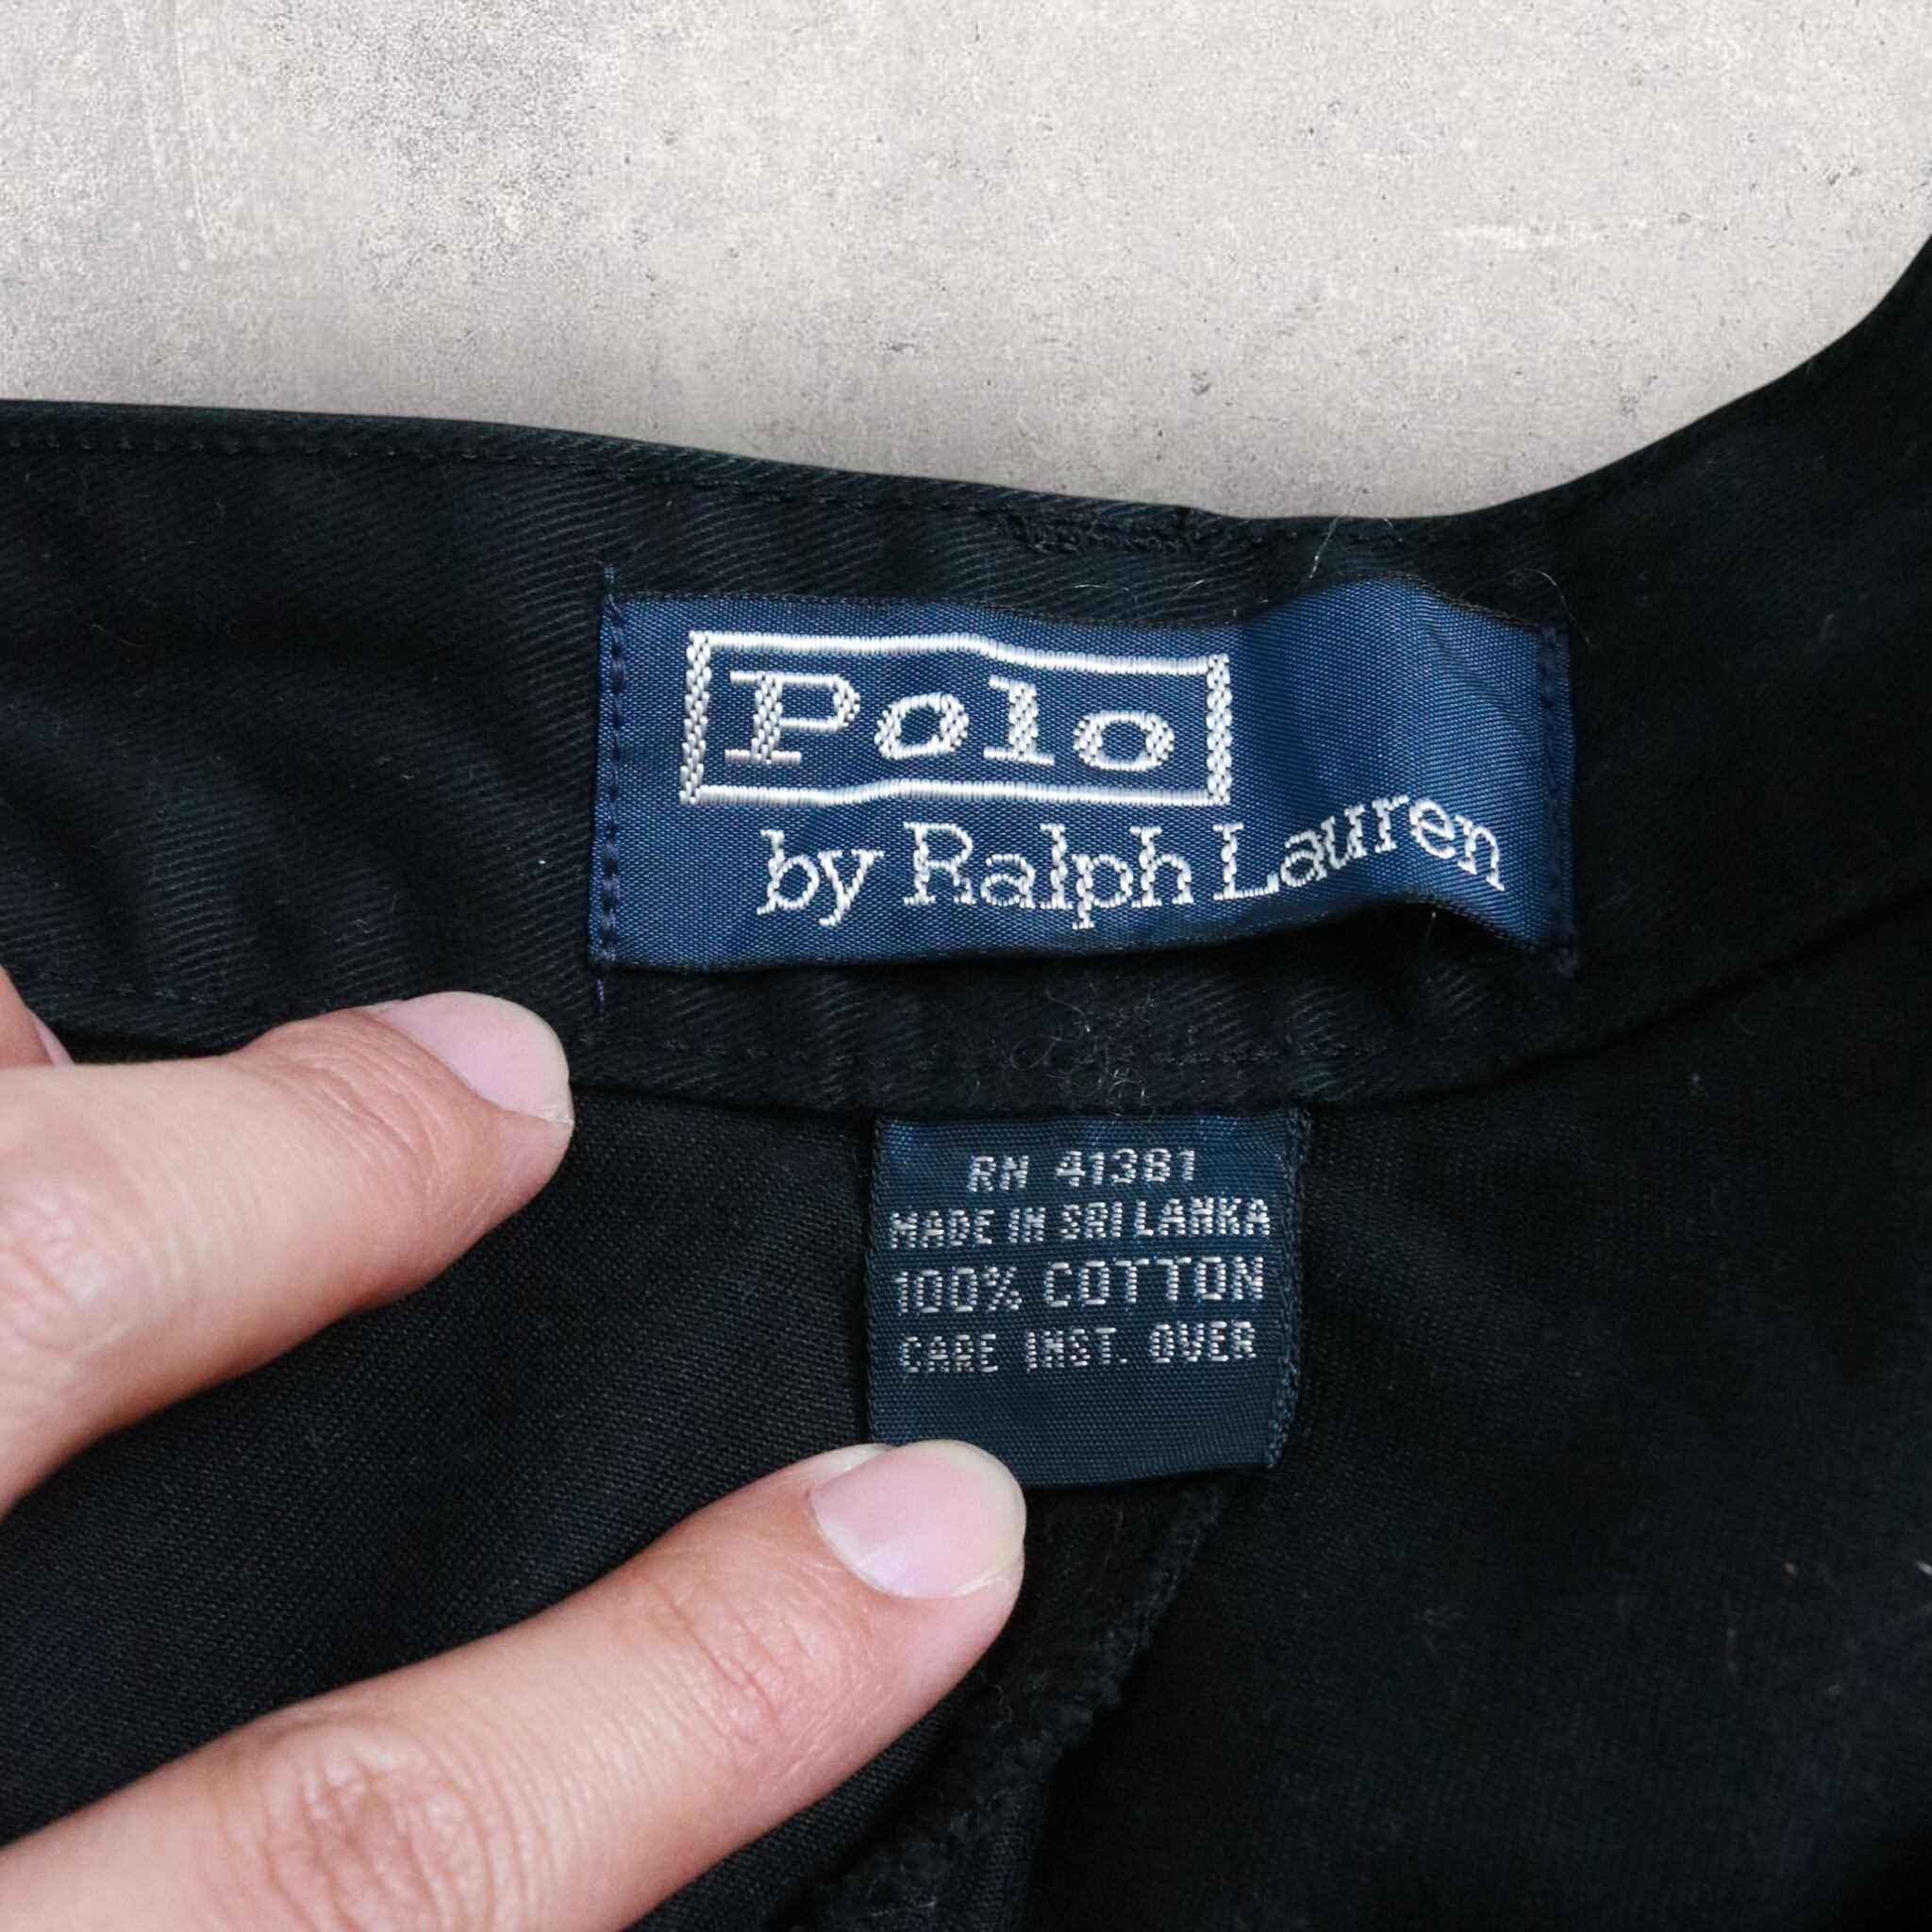 Polo
by Ralph Lauren
RN 41381
MADE IN SRI LANKA
100% COTTON
CARE INST. OVER